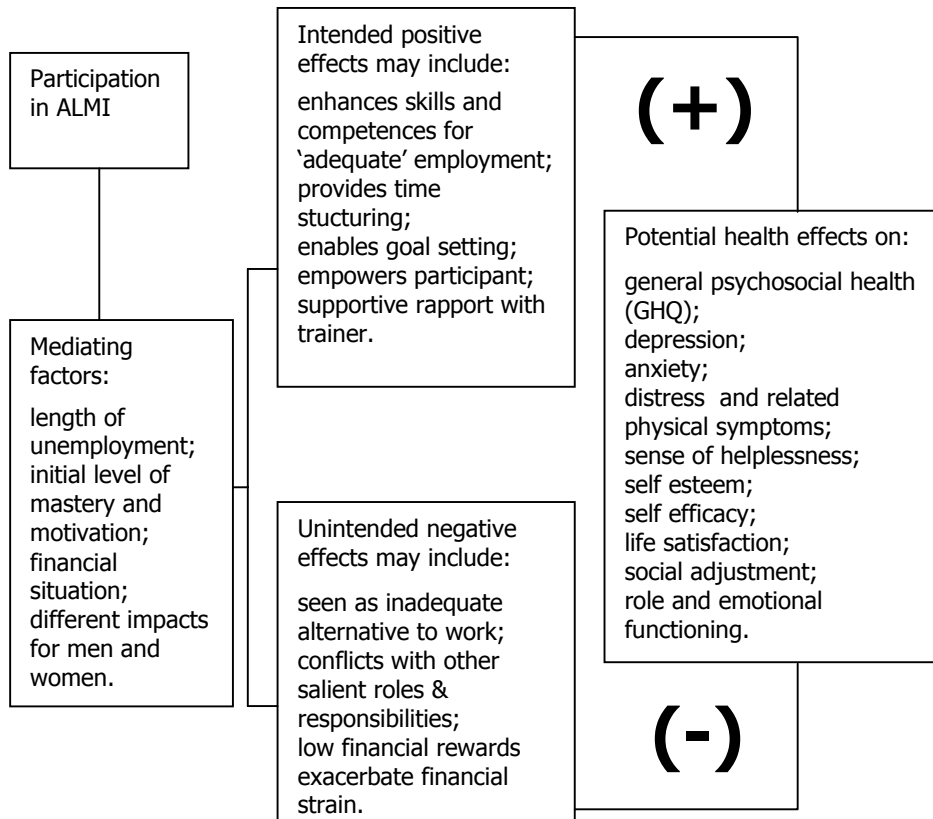 Participation
in ALMI
Mediating
factors:
length of
unemployment;
initial level of
mastery and
motivation;
financial
situation;
different impacts
for men and
women.
Intended positive
effects may include:
enhances skills and
competences for
‘adequate’ employment;
provides time
stucturing;
enables goal setting;
empowers participant;
supportive rapport with
trainer.
Unintended negative
effects may include:
seen as inadequate
alternative to work;
conflicts with other
salient roles &
responsibilities;
low financial rewards
exacerbate financial
strain.
(+)
Potential health effects on:
general psychosocial health
(GHQ);
depression;
anxiety;
distress and related
physical symptoms;
sense of helplessness;
self esteem;
self efficacy;
life satisfaction;
social adjustment;
role and emotional
functioning.
(-)